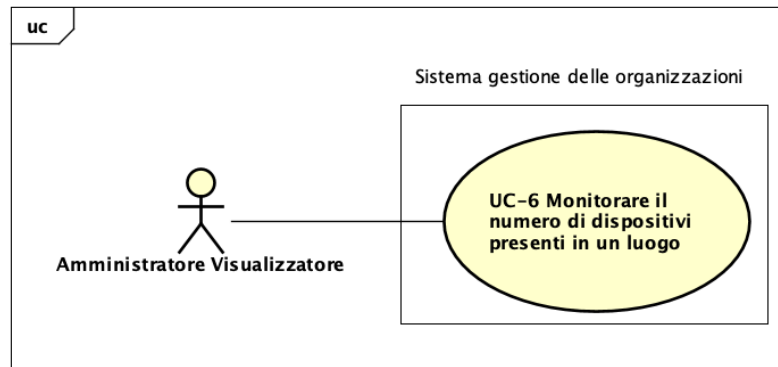 uc
Sistema gestione delle organizzazioni
UC-6 Monitorare il
numero di dispositivi
presenti in un luogo
Amministratore Visualizzatore